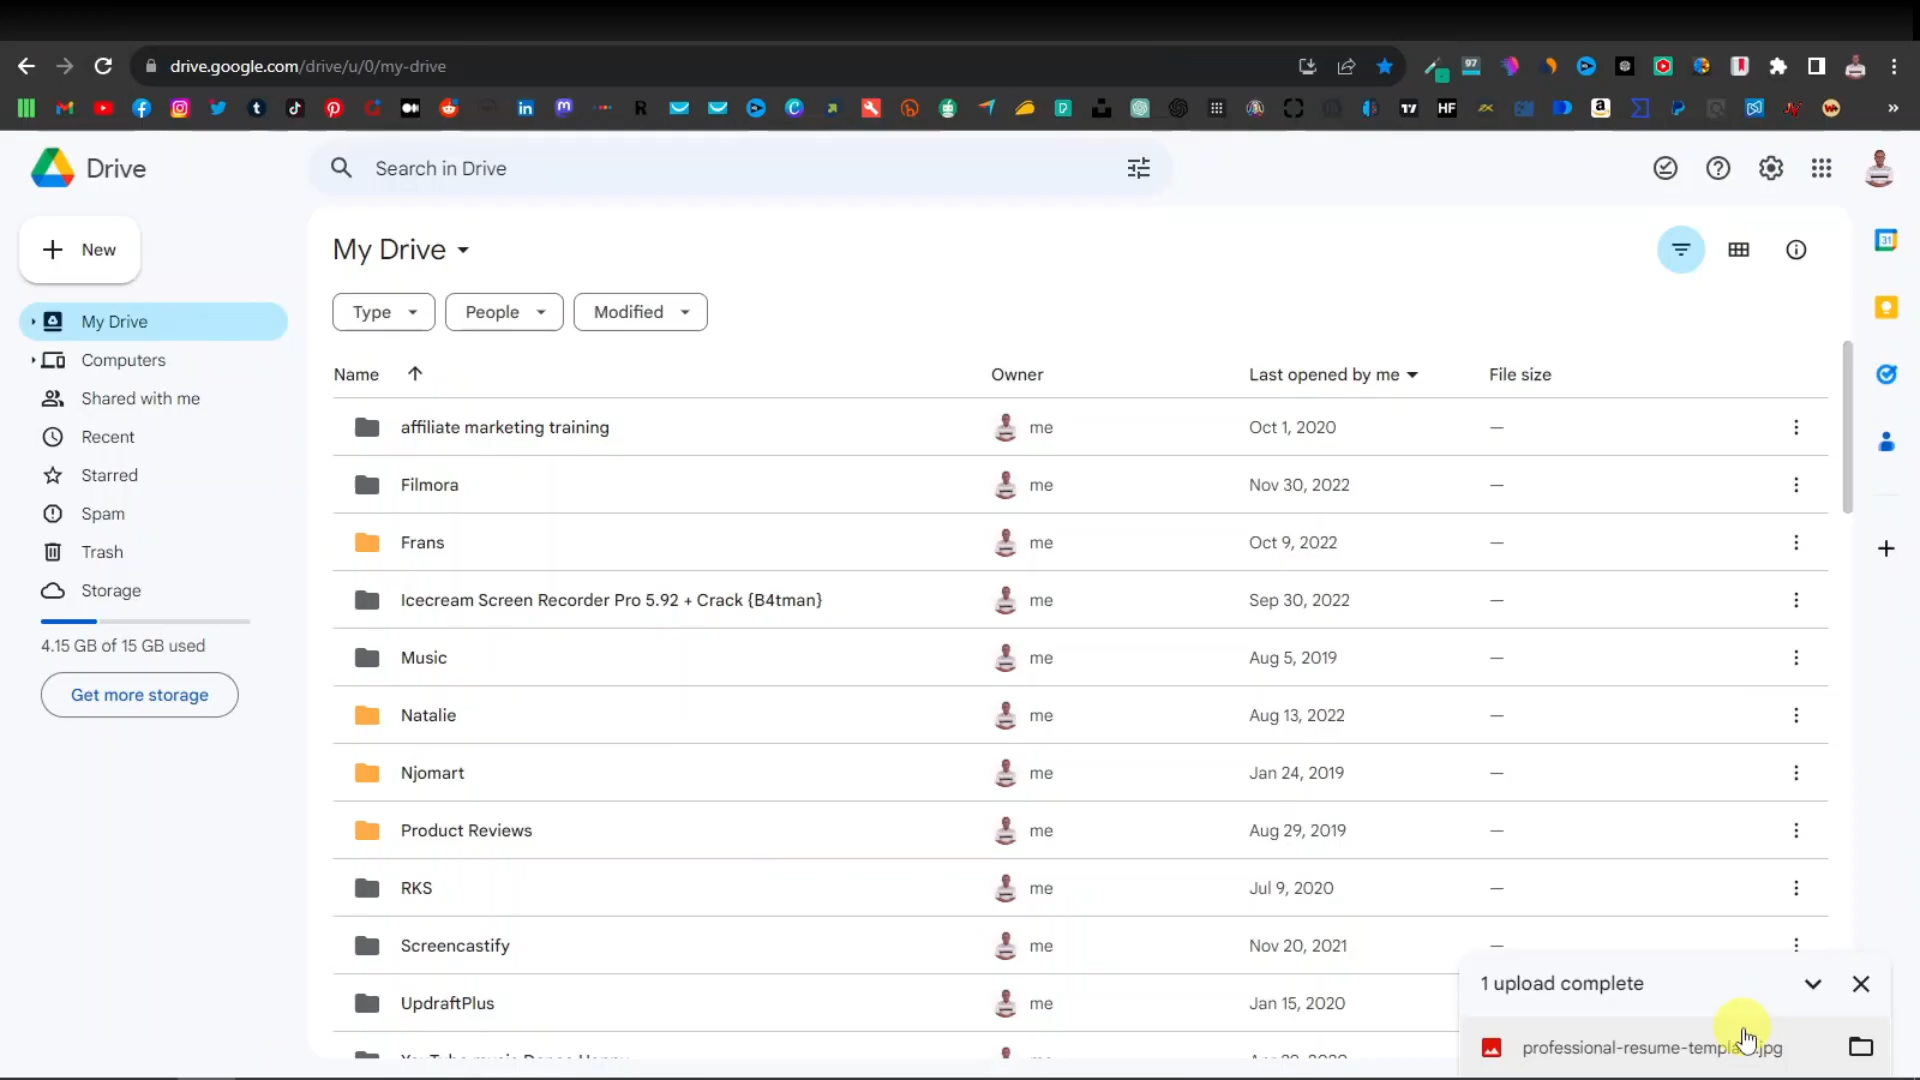 drive.google.com/drive/u/0/my-drive
97
Drive
Search in Drive
31
New
My Drive
Type People Modified
My Drive
Computers
Shared with me
Recent
Starred
Spam
Trash
Storage
4.15 GB of 15 GB used
Get more storage
Name Owner Last opened by me File size
affiliate marketing training me Oct 1, 2020 —
Filmora me Nov 30, 2022 —
Frans me Oct 9, 2022 —
Icecream Screen Recorder Pro 5.92 + Crack {B4tman} me Sep 30, 2022 —
Music me Aug 5, 2019 —
Natalie me Aug 13, 2022 —
Njomart me Jan 24, 2019 —
Product Reviews me Aug 29, 2019 —
RKS me Jul 9, 2020 —
Screencastify me Nov 20, 2021 —
UpdraftPlus me Jan 15, 2020
1 upload complete